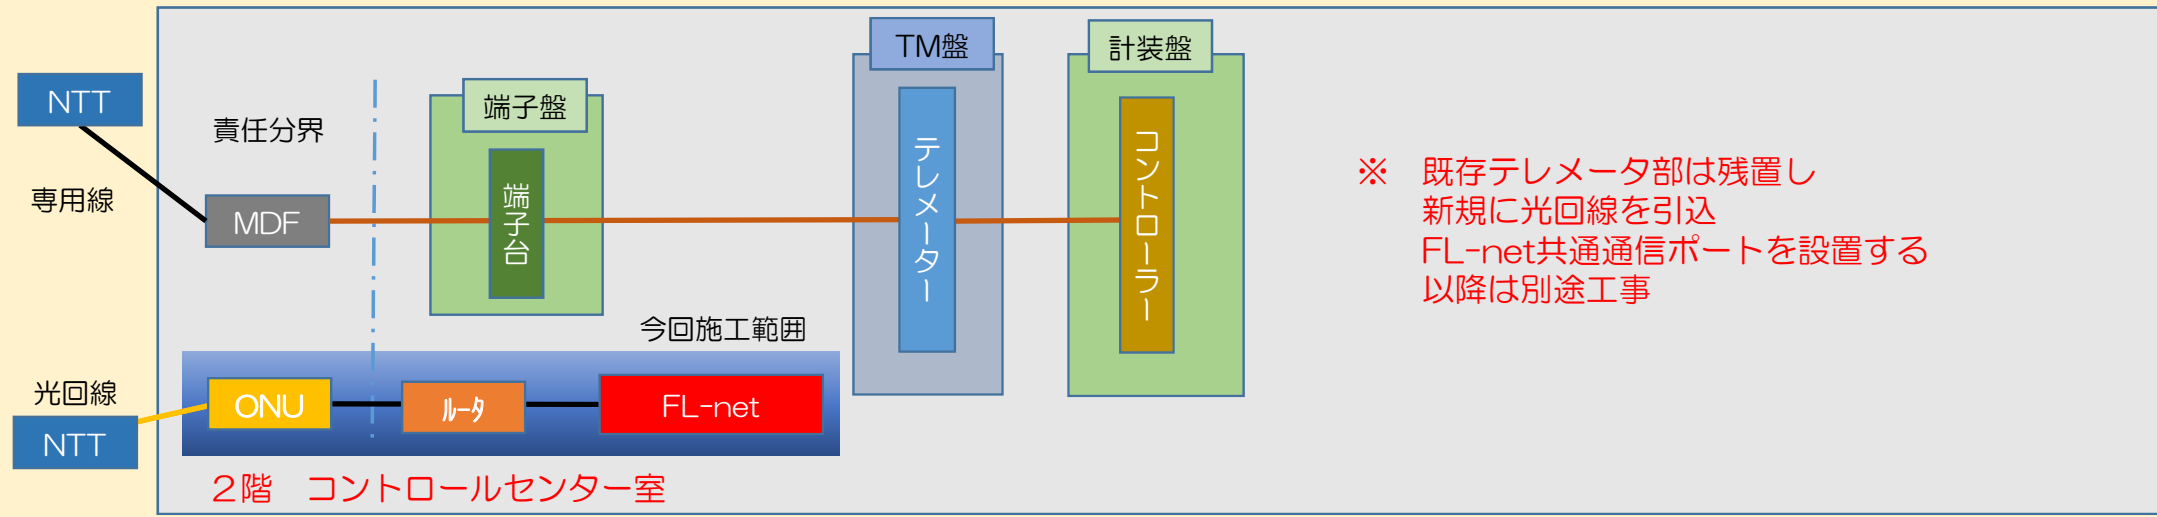 TM盤
計装盤
NTT
端子盤
責任分界
テレメーター
コントローラー
※　既存テレメータ部は残置し
新規に光回線を引込
FL-net共通通信ポートを設置する
以降は別途工事
専用線
MDF
端子台
今回施工範囲
光回線
ONU
ﾙｰﾀ
FL-net
NTT
２階　コントロールセンター室